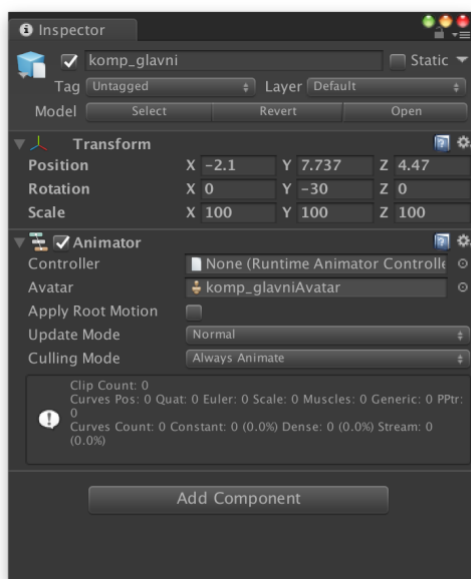 Inspector
komp_glavni Static
Tag Untagged Layer Default
Model Select Revert Open
Transform
Position X -2.1 Y 7.737 Z 4.47
Rotation X 0 Y -30 Z 0
Scale X 100 Y 100 Z 100
Animator
Controller None (Runtime Animator Controlle
Avatar komp_glavniAvatar
Apply Root Motion
Update Mode Normal
Culling Mode Always Animate
Clip Count: 0
Curves Pos: 0 Quat: 0 Euler: 0 Scale: 0 Muscles: 0 Generic: 0 PPtr:
0
Curves Count: 0 Constant: 0 (0.0%) Dense: 0 (0.0%) Stream: 0
(0.0%)
Add Component